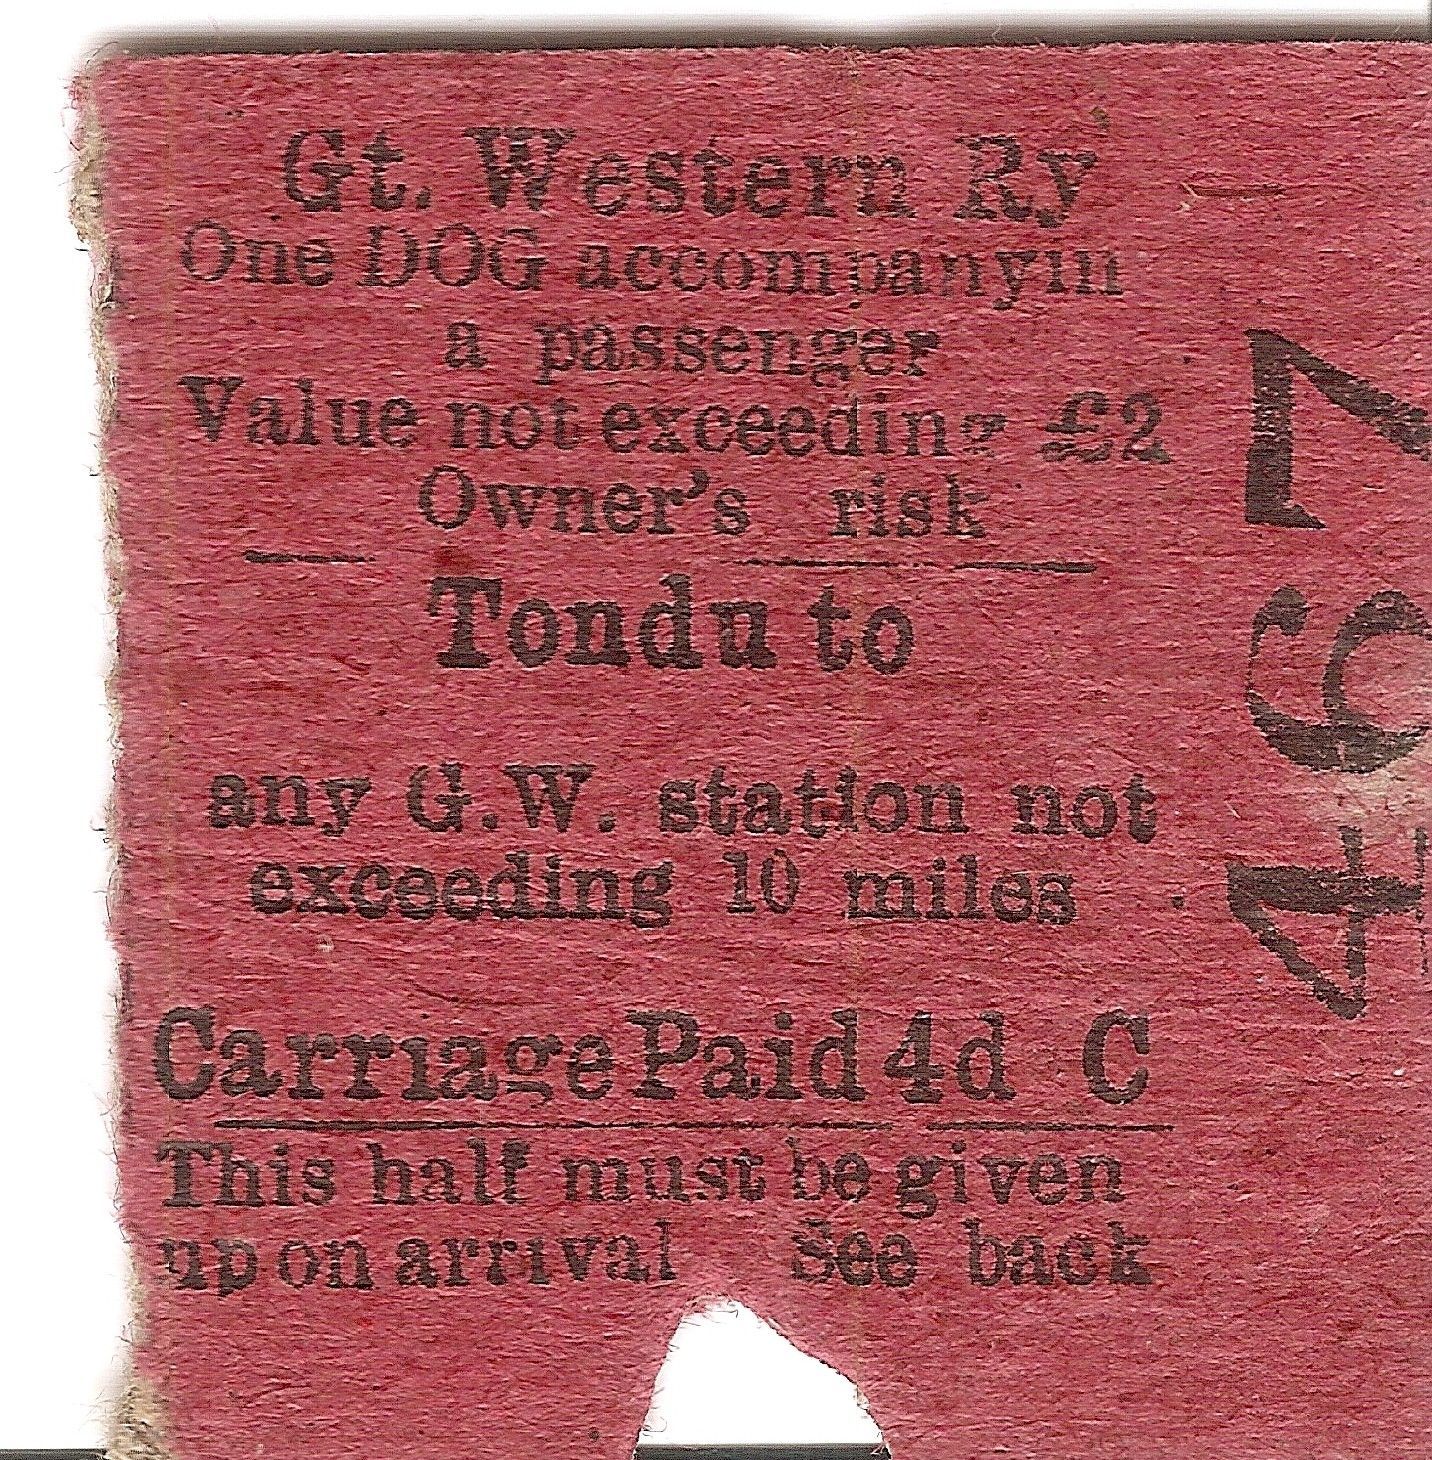 Gt. Western Ry
One DOG accompanyin
a passenger
Value not exceeding £2
Owner's risk
Tondu to
any G.W. station not
exceeding 10 miles
Carriage Paid 4d C
This half must be given
up on arrival See back
467